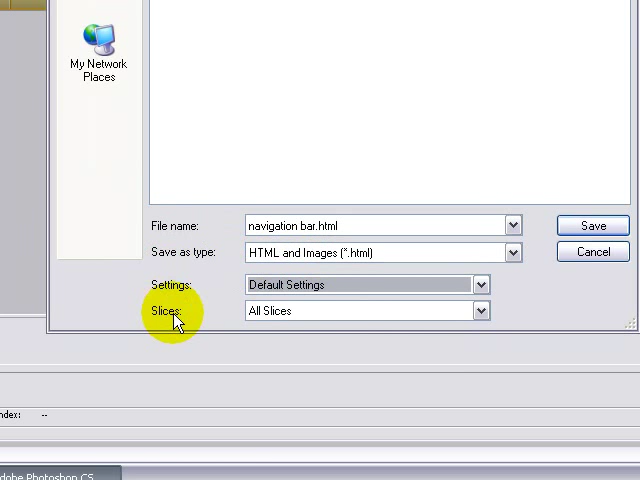 My Network
Places
File name: navigation bar.html Save
Save as type: HTML and Images (*.html) Cancel
Settings: Default Settings
Slices: All Slices
ndex: --
dobe Photoshop CS